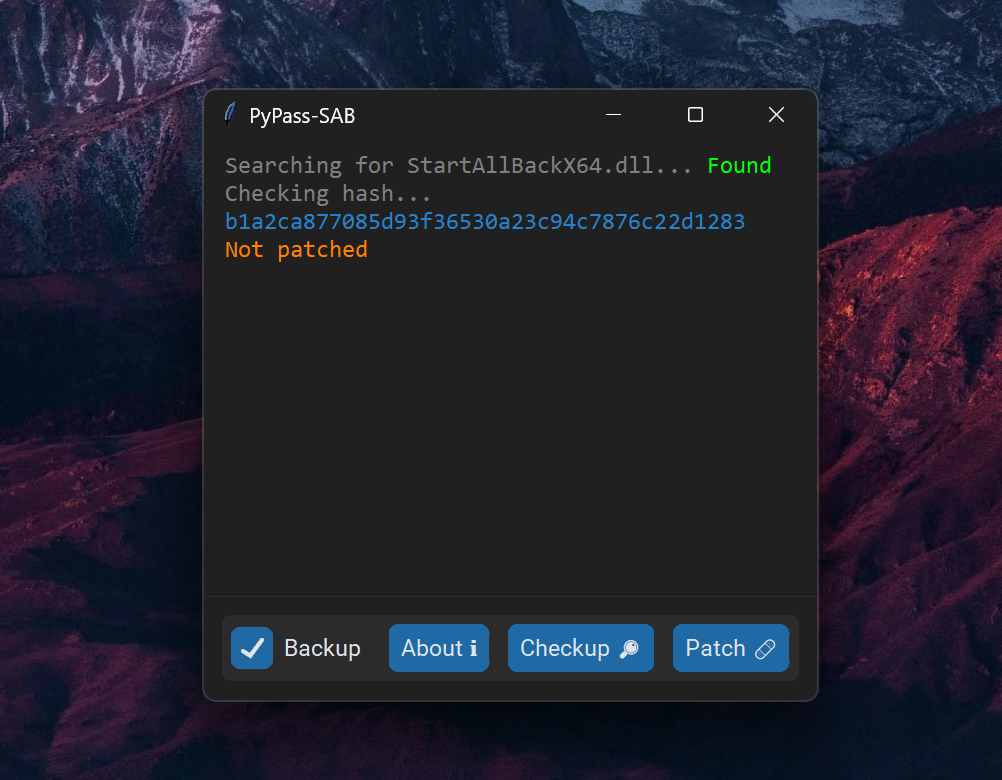 PyPass-SAB
Searching for StartAllBackX64.dll... Found
Checking hash...
b1a2ca877085d93f36530a23c94c7876c22d1283
Not patched
Backup About ℹ Checkup 🔎 Patch 🩹